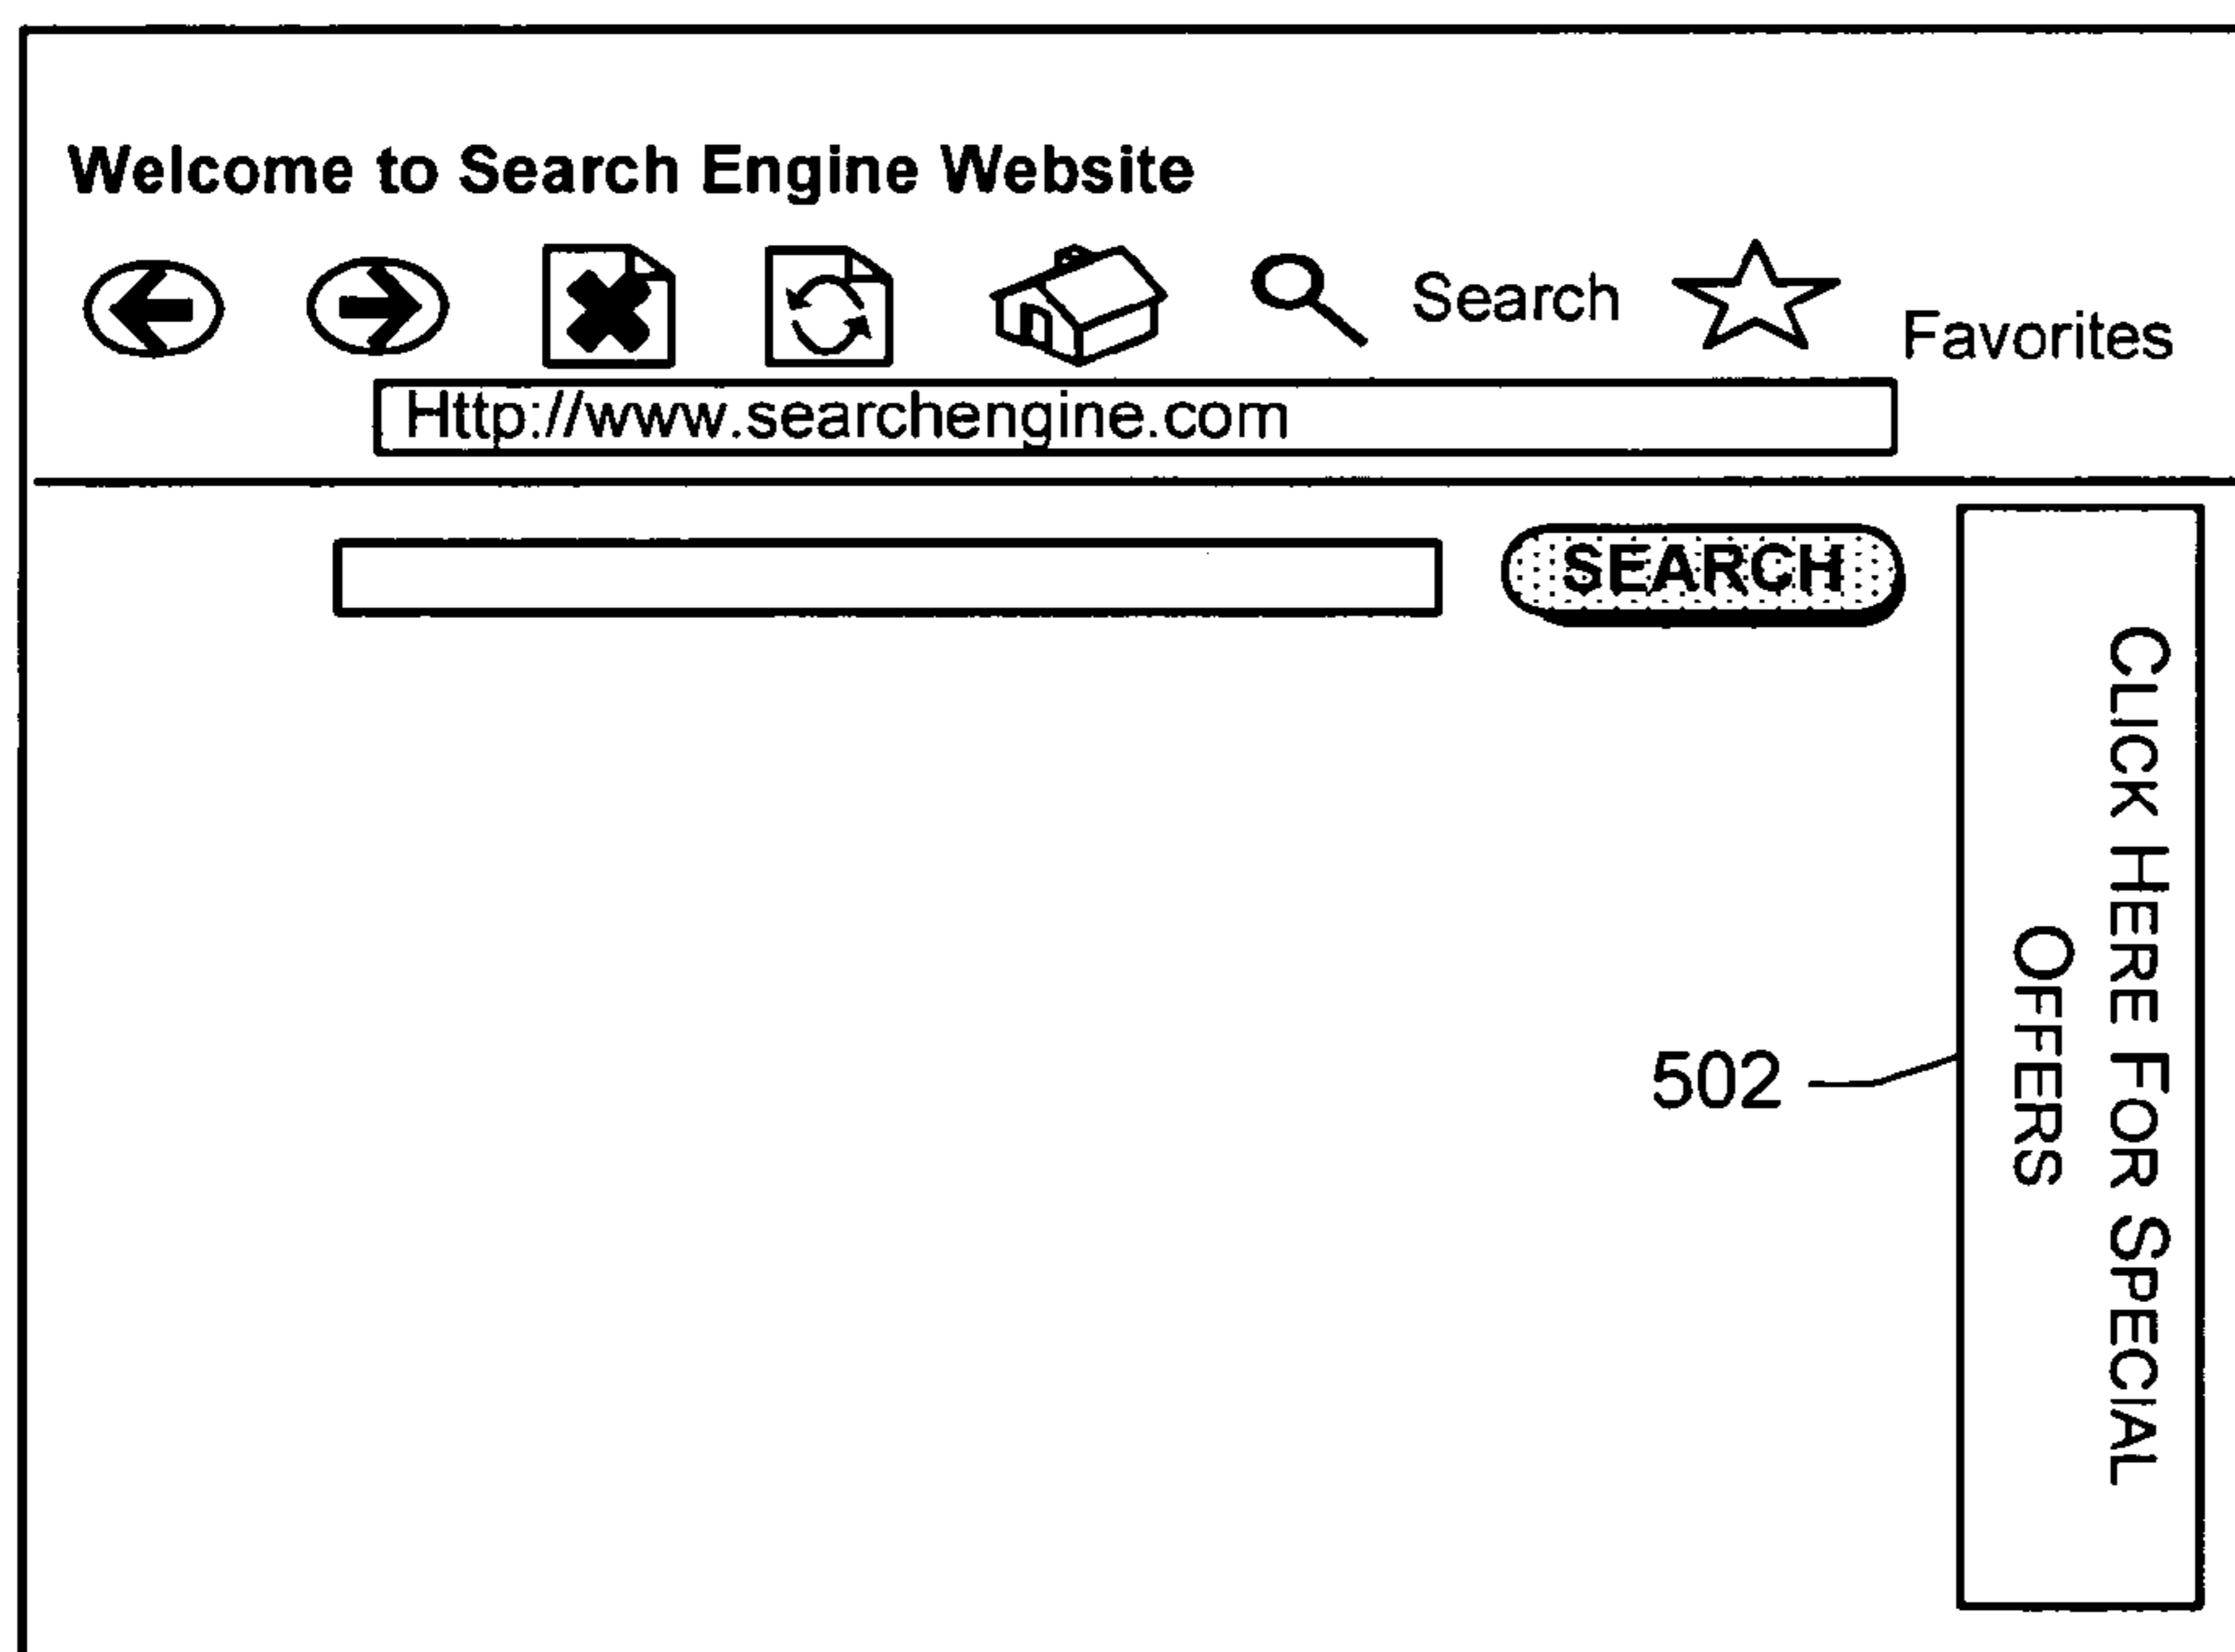 Welcome to Search Engine Website
Search
Favorites
Http://www.searchengine.com
SEARCH
CLICK HERE FOR SPECIAL
OFFERS
502